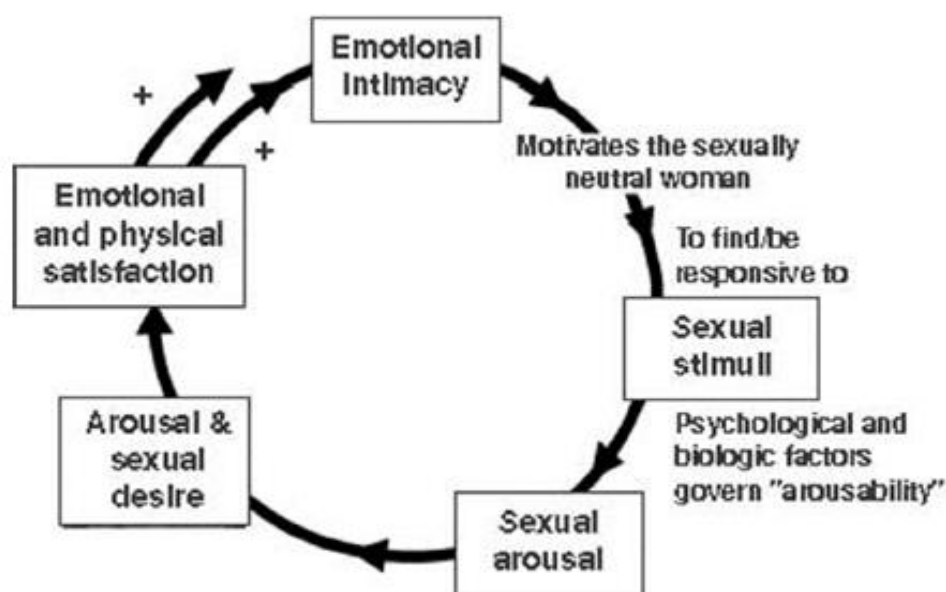 Emotional
Intimacy
+
+
Motivates the sexually
neutral woman
Emotional
and physical
satisfaction
To find/be
responsive to
Sexual
stimuli
Arousal &
sexual
desire
Psychological and
biologic factors
govern "arousability"
Sexual
arousal